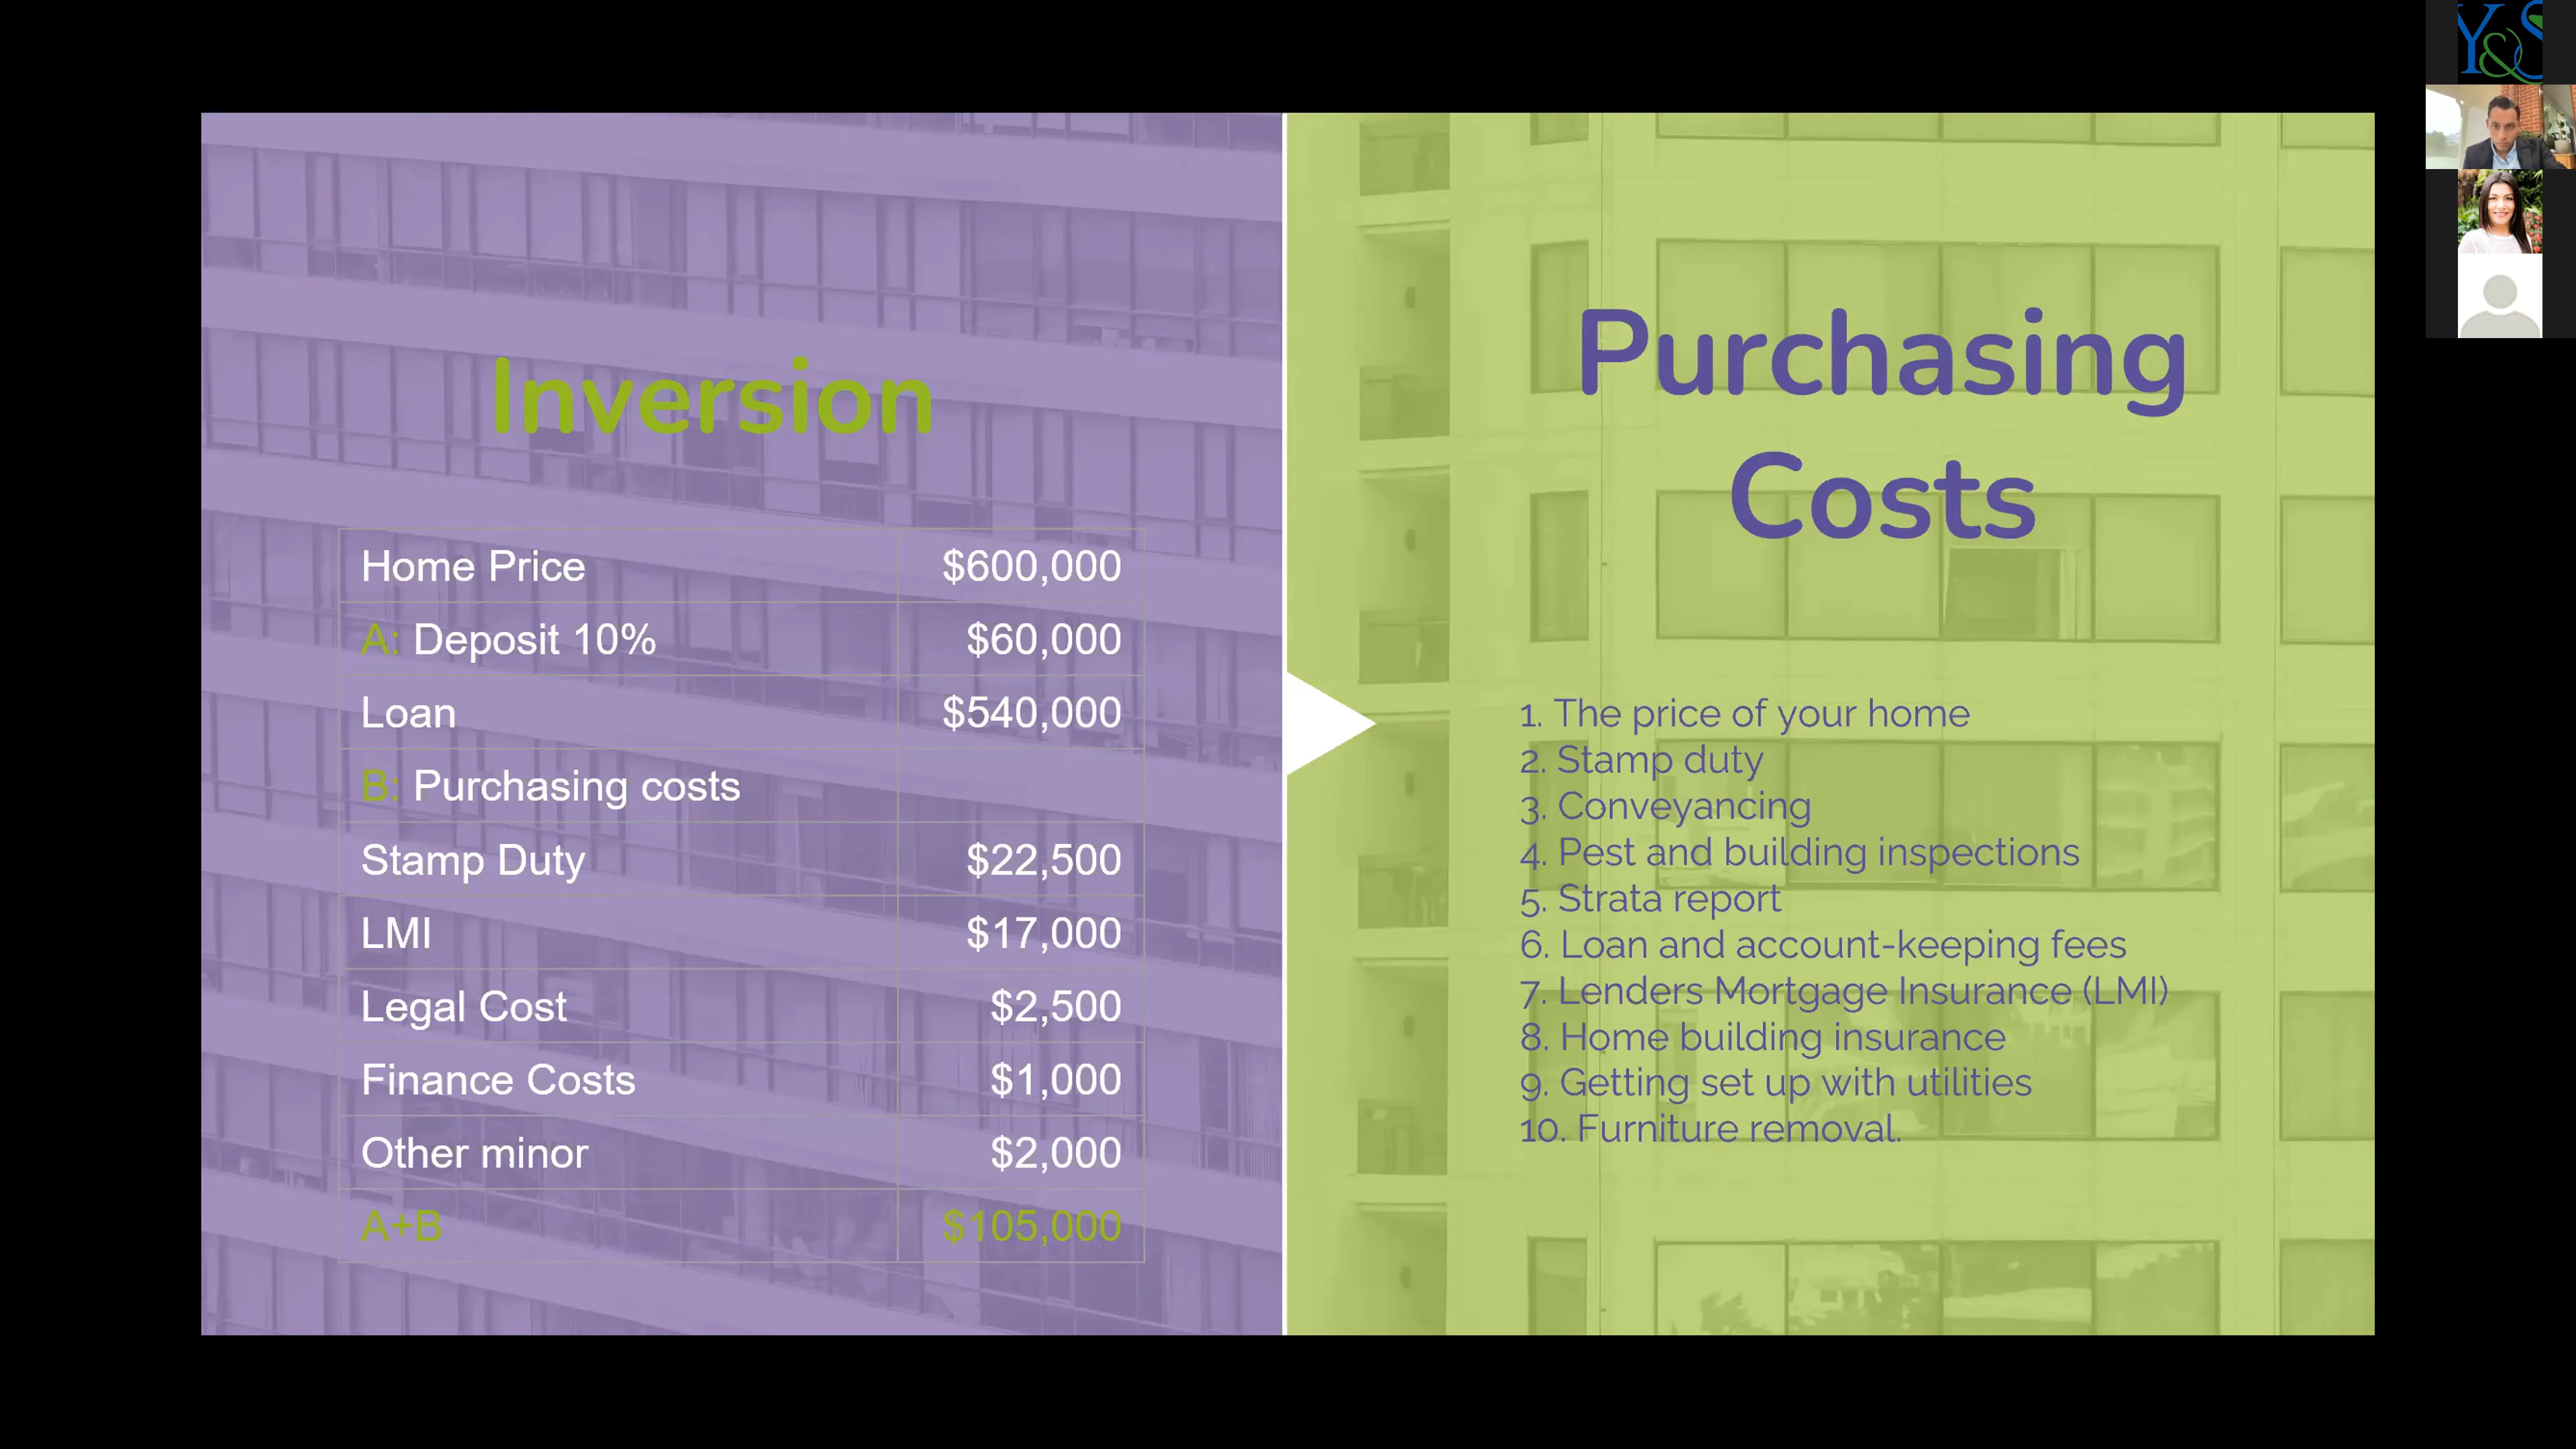 Y&S
Inversion
Home Price $600,000
A: Deposit 10% $60,000
Loan $540,000
B: Purchasing costs
Stamp Duty $22,500
LMI $17,000
Legal Cost $2,500
Finance Costs $1,000
Other minor $2,000
A+B $105,000
Purchasing
Costs
1. The price of your home
2. Stamp duty
3. Conveyancing
4. Pest and building inspections
5. Strata report
6. Loan and account-keeping fees
7. Lenders Mortgage Insurance (LMI)
8. Home building insurance
9. Getting set up with utilities
10. Furniture removal.